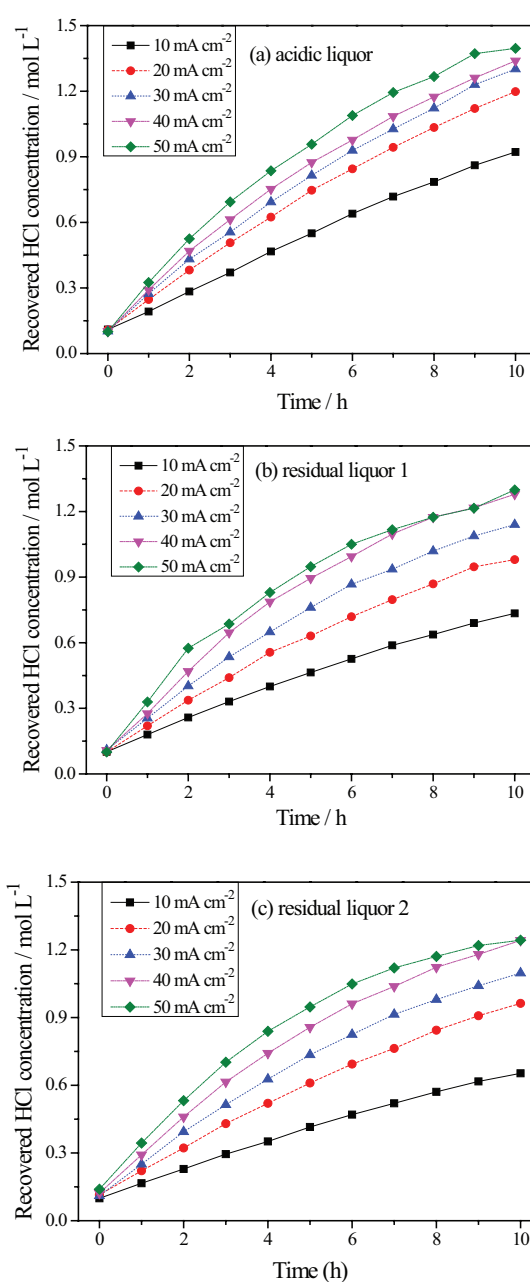 (a) acidic liquor
10 mA cm-2
20 mA cm-2
30 mA cm-2
40 mA cm-2
50 mA cm-2
Recovered HCl concentration / mol L-1
1.5
1.2
0.9
0.6
0.3
0.0
0 2 4 6 8 10
Time / h
(b) residual liquor 1
10 mA cm-2
20 mA cm-2
30 mA cm-2
40 mA cm-2
50 mA cm-2
Recovered HCl concentration / mol L-1
1.5
1.2
0.9
0.6
0.3
0.0
0 2 4 6 8 10
Time / h
(c) residual liquor 2
10 mA cm-2
20 mA cm-2
30 mA cm-2
40 mA cm-2
50 mA cm-2
Recovered HCl concentration / mol L-1
1.5
1.2
0.9
0.6
0.3
0.0
0 2 4 6 8 10
Time (h)